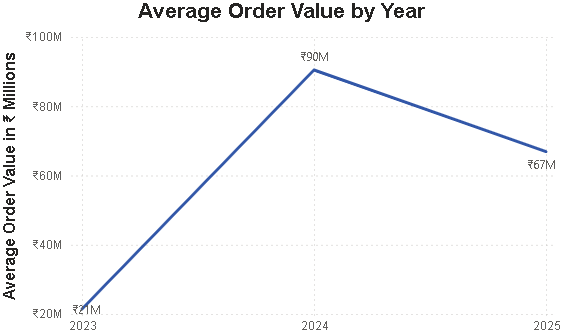 Average Order Value by Year
Average Order Value in ₹ Millions
₹100M
₹80M
₹60M
₹40M
₹20M
₹21M
₹90M
₹67M
2023
2024
2025